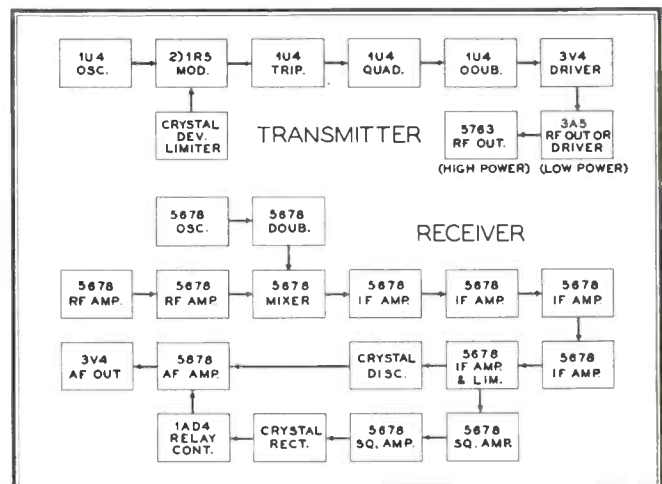 1U4
OSC.
2)1R5
MOD.
1U4
TRIP.
1U4
QUAD.
1U4
DOUB.
3V4
DRIVER
CRYSTAL
DEV.
LIMITER
TRANSMITTER
5763
RF OUT.
(HIGH POWER)
3A5
RF OUT OR
DRIVER
(LOW POWER)
5678
OSC.
5678
DOUB.
RECEIVER
5678
RF AMP.
5678
RF AMP.
5678
MIXER
5678
IF AMP.
5678
IF AMP.
5678
IF AMP
3V4
AF OUT
5678
AF AMP.
CRYSTAL
DISC.
5678
IF AMP.
& LIM.
5678
IF AMP.
1AD4
RELAY
CONT.
CRYSTAL
RECT.
5678
SQ. AMP.
5678
SQ. AMP.